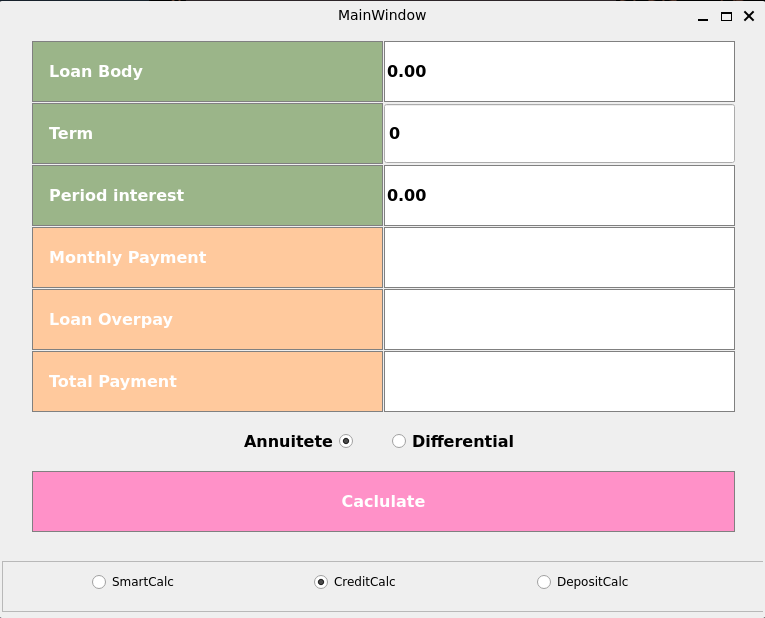 MainWindow
Loan Body 0.00
Term 0
Period interest 0.00
Monthly Payment
Loan Overpay
Total Payment
Annuitete Differential
Caclulate
SmartCalc CreditCalc DepositCalc